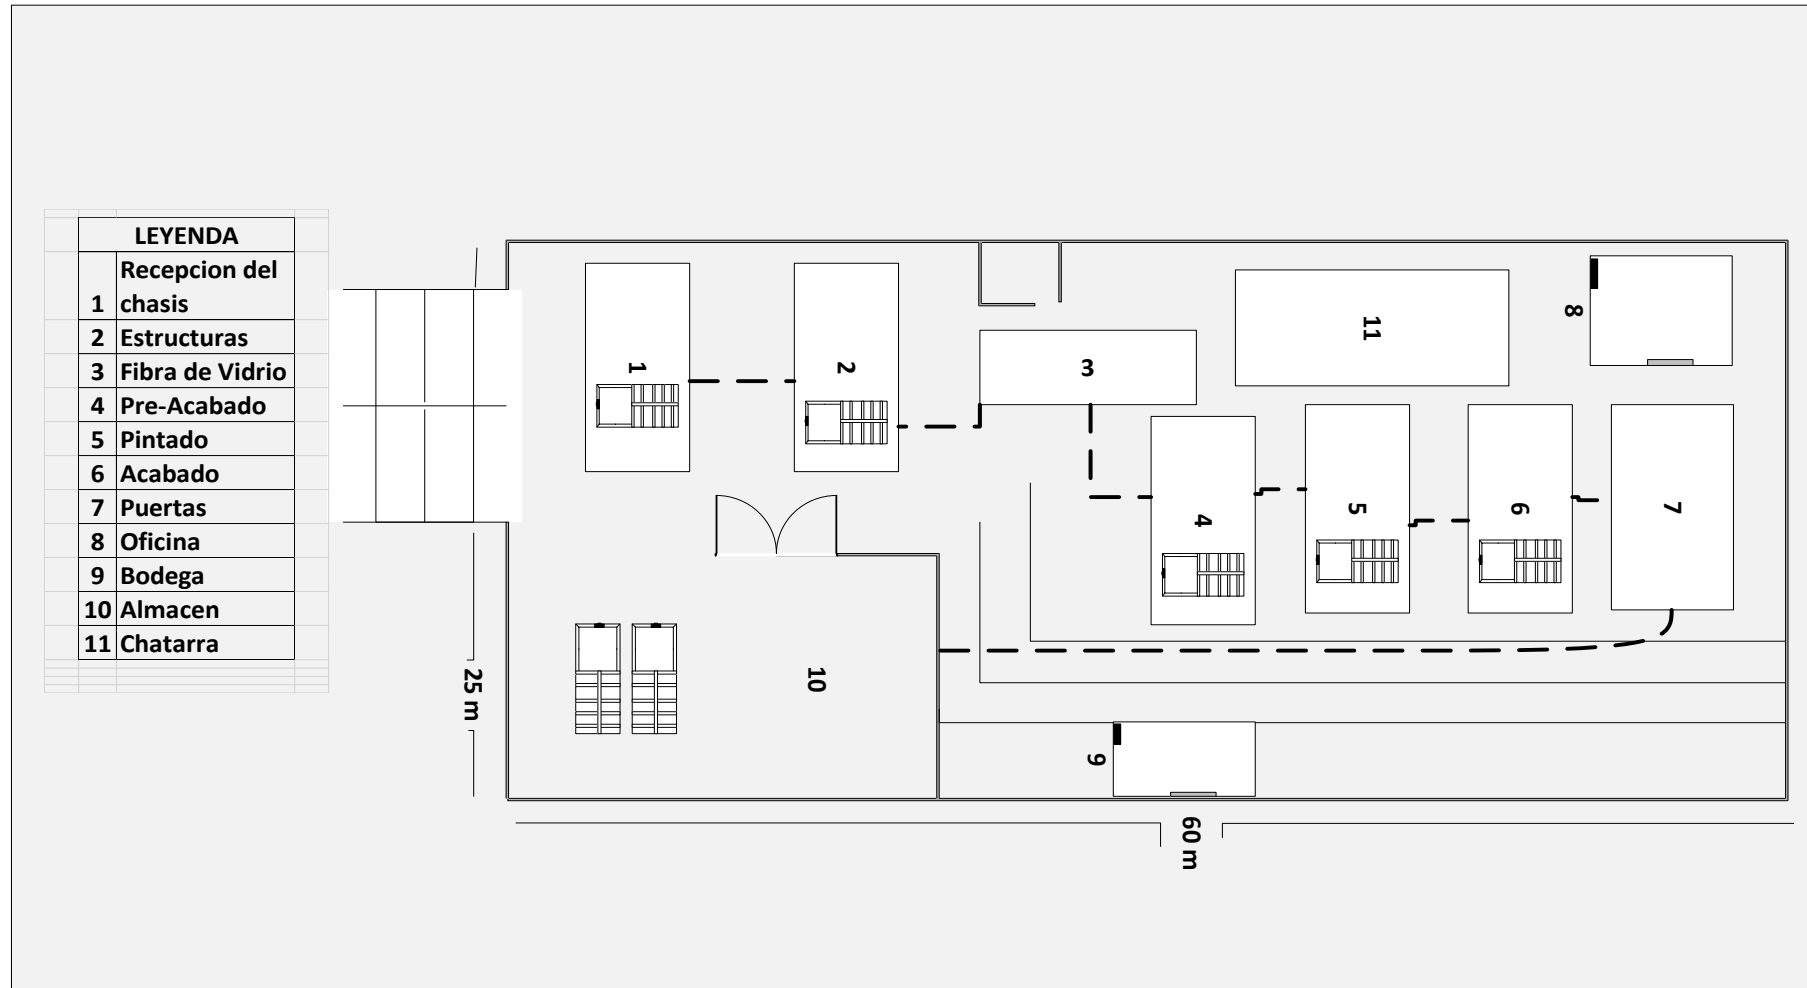 LEYENDA
Recepcion del
1 chasis
2 Estructuras
3 Fibra de Vidrio
4 Pre-Acabado
5 Pintado
6 Acabado
7 Puertas
8 Oficina
9 Bodega
10 Almacen
11 Chatarra
1
2
3
11
8
4
5
6
7
10
9
25 m
60 m